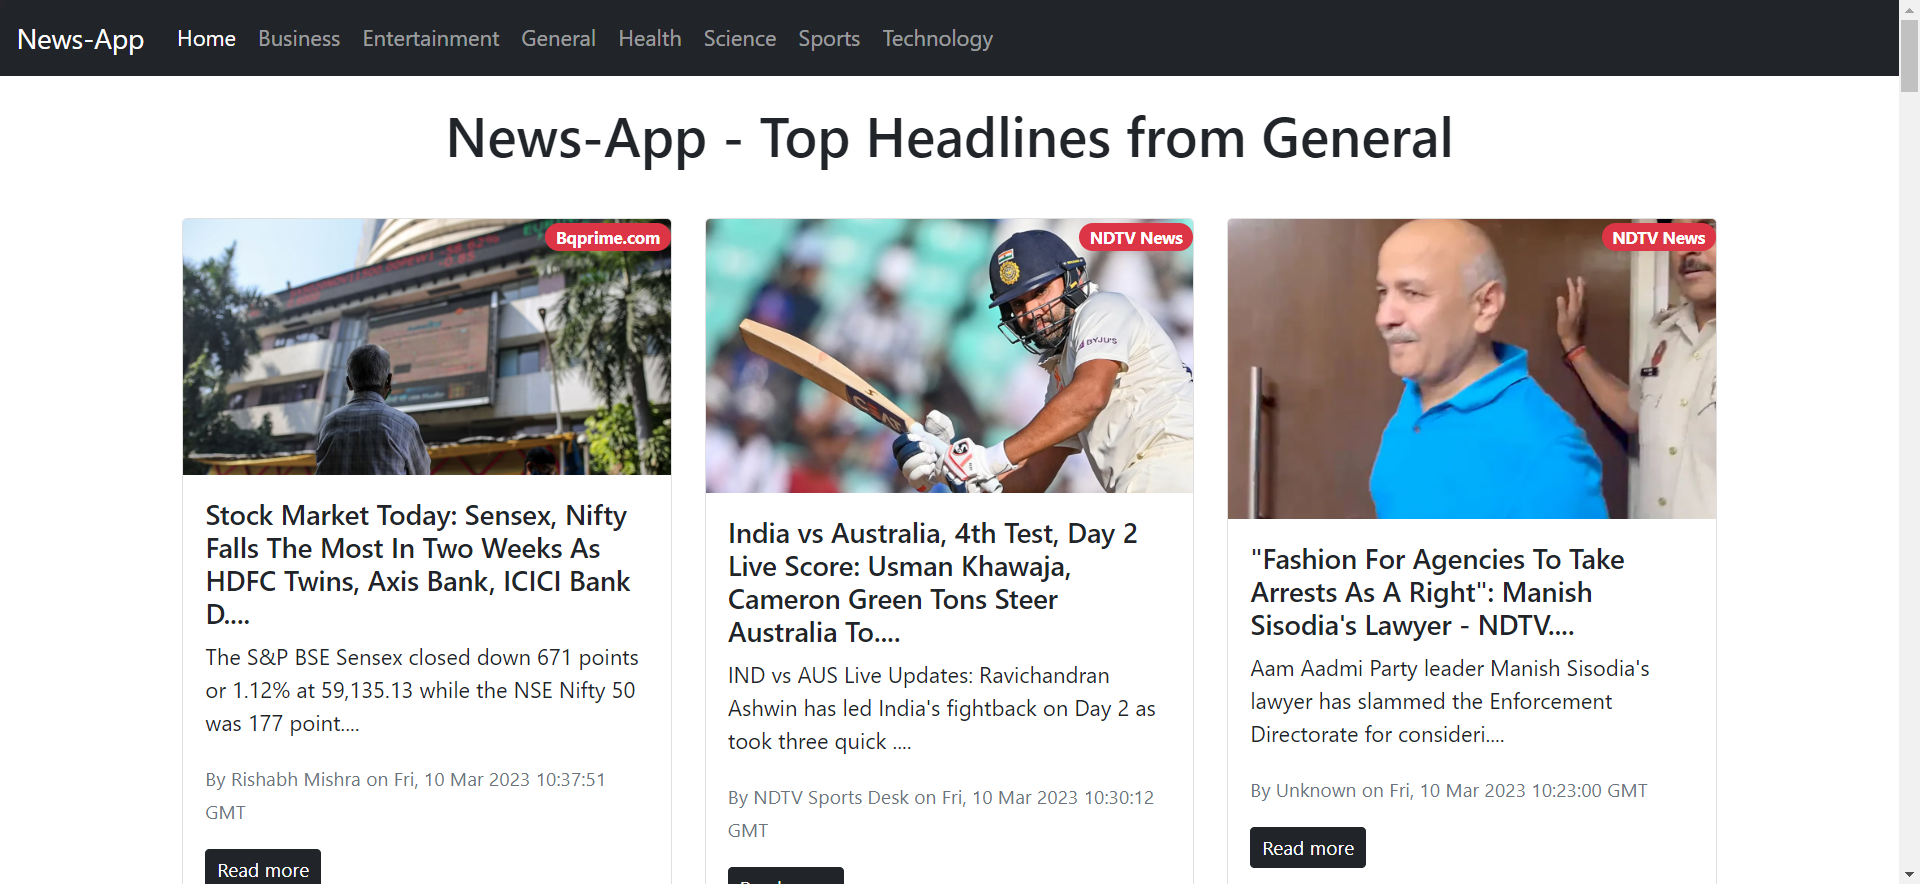 News-App Home Business Entertainment General Health Science Sports Technology
News-App - Top Headlines from General
Bqprime.com
Stock Market Today: Sensex, Nifty
Falls The Most In Two Weeks As
HDFC Twins, Axis Bank, ICICI Bank
D....
The S&P BSE Sensex closed down 671 points
or 1.12% at 59,135.13 while the NSE Nifty 50
was 177 point....
By Rishabh Mishra on Fri, 10 Mar 2023 10:37:51
GMT
Read more
NDTV News
BYJU'S
CEAT
India vs Australia, 4th Test, Day 2
Live Score: Usman Khawaja,
Cameron Green Tons Steer
Australia To....
IND vs AUS Live Updates: Ravichandran
Ashwin has led India's fightback on Day 2 as
took three quick ....
By NDTV Sports Desk on Fri, 10 Mar 2023 10:30:12
GMT
NDTV News
"Fashion For Agencies To Take
Arrests As A Right": Manish
Sisodia's Lawyer - NDTV....
Aam Aadmi Party leader Manish Sisodia's
lawyer has slammed the Enforcement
Directorate for consideri....
By Unknown on Fri, 10 Mar 2023 10:23:00 GMT
Read more